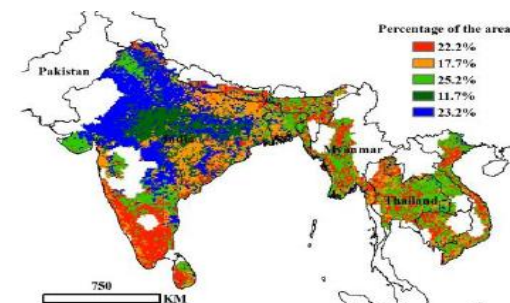 Percentage of the area
22.2%
17.7%
25.2%
11.7%
23.2%
Pakistan
Myanmar
Thailand
750
KM